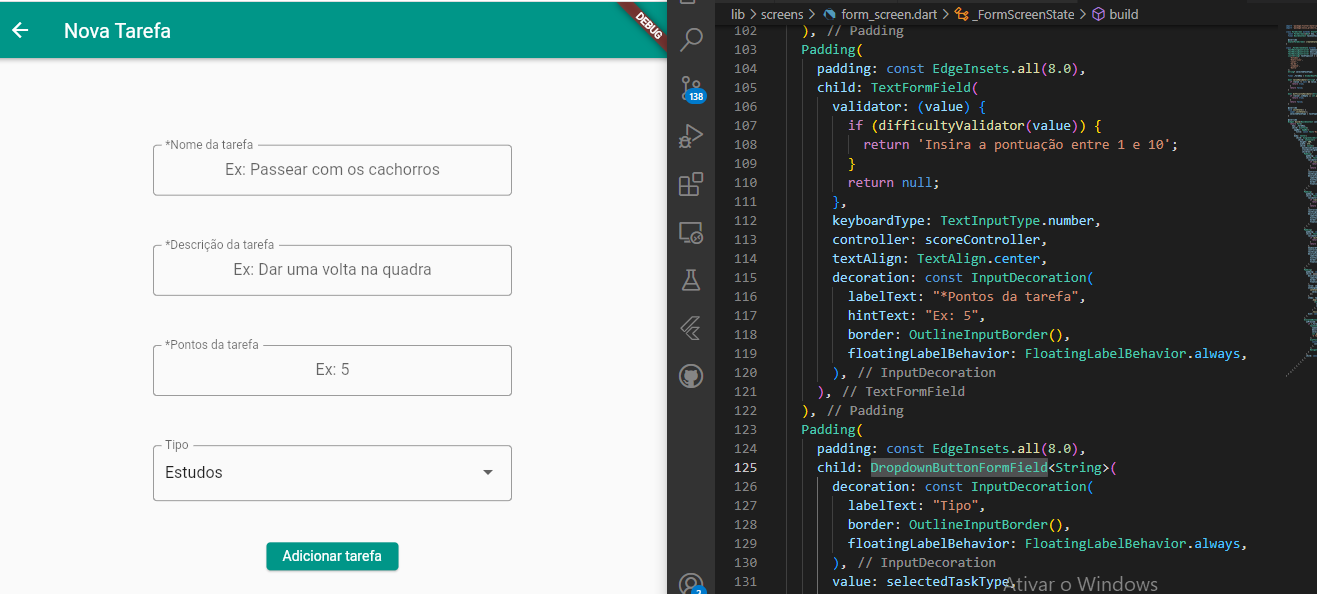 Nova Tarefa
DEBUG
*Nome da tarefa
Ex: Passear com os cachorros
*Descrição da tarefa
Ex: Dar uma volta na quadra
*Pontos da tarefa
Ex: 5
Tipo
Estudos
Adicionar tarefa
138
2
lib > screens > form_screen.dart > _FormScreenState > build
102 ), // Padding
103 Padding(
104 padding: const EdgeInsets.all(8.0),
105 child: TextFormField(
106 validator: (value) {
107 if (difficultyValidator(value)) {
108 return 'Insira a pontuação entre 1 e 10';
109 }
110 return null;
111 },
112 keyboardType: TextInputType.number,
113 controller: scoreController,
114 textAlign: TextAlign.center,
115 decoration: const InputDecoration(
116 labelText: "*Pontos da tarefa",
117 hintText: "Ex: 5",
118 border: OutlineInputBorder(),
119 floatingLabelBehavior: FloatingLabelBehavior.always,
120 ), // InputDecoration
121 ), // TextFormField
122 ), // Padding
123 Padding(
124 padding: const EdgeInsets.all(8.0),
125 child: DropdownButtonFormField<String>(
126 decoration: const InputDecoration(
127 labelText: "Tipo",
128 border: OutlineInputBorder(),
129 floatingLabelBehavior: FloatingLabelBehavior.always,
130 ), // InputDecoration
131 value: selectedTaskType,
Ativar o Windows